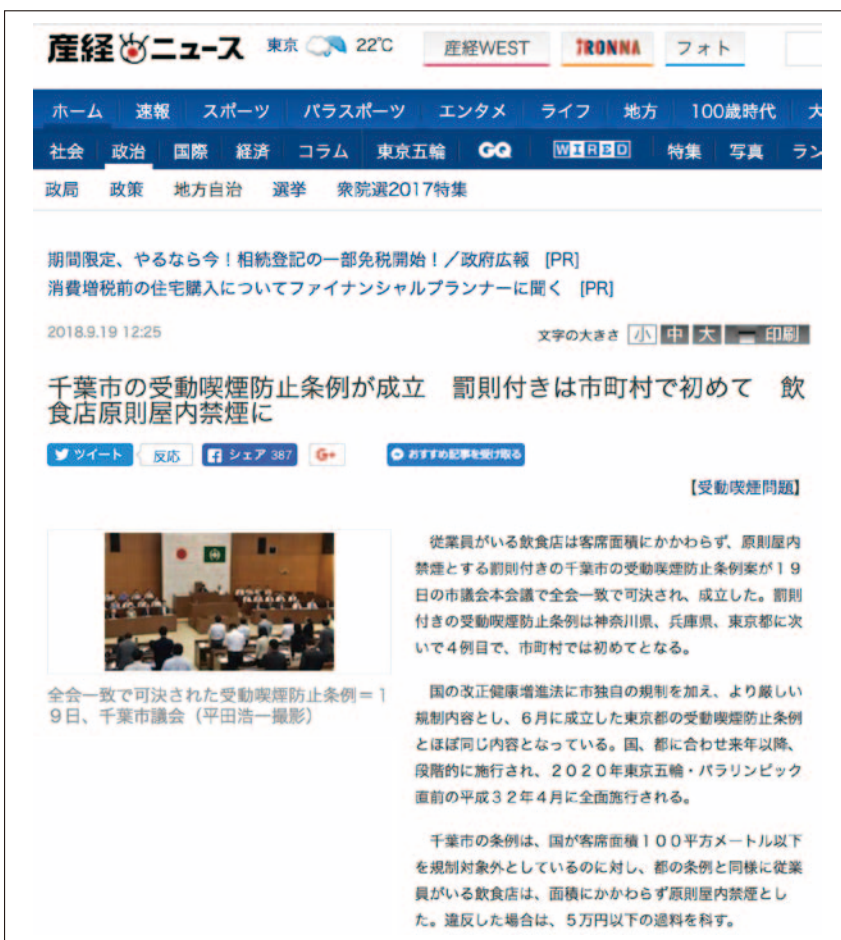 産経ニュース 東京 22℃ 産経WEST iRONNA フォト
ホーム 速報 スポーツ パラスポーツ エンタメ ライフ 地方 100歳時代 大
社会 政治 国際 経済 コラム 東京五輪 GQ WIRED 特集 写真 ラン
政局 政策 地方自治 選挙 衆院選2017特集
期間限定、やるなら今!相続登記の一部免税開始!/政府広報 [PR]
消費増税前の住宅購入についてファイナンシャルプランナーに聞く [PR]
2018.9.19 12:25
文字の大きさ 小 中 大 印刷
千葉市の受動喫煙防止条例が成立 罰則付きは市町村で初めて 飲
食店原則屋内禁煙に
ツイート 反応 シェア 387 G+ おすすめ記事を受け取る
【受動喫煙問題】
全会一致で可決された受動喫煙防止条例=1
9日、千葉市議会(平田浩一撮影)
従業員がいる飲食店は客席面積にかかわらず、原則屋内
禁煙とする罰則付きの千葉市の受動喫煙防止条例案が19
日の市議会本会議で全会一致で可決され、成立した。罰則
付きの受動喫煙防止条例は神奈川県、兵庫県、東京都に次
いで4例目で、市町村では初めてとなる。
国の改正健康増進法に市独自の規制を加え、より厳しい
規制内容とし、6月に成立した東京都の受動喫煙防止条例
とほぼ同じ内容となっている。国、都に合わせ来年以降、
段階的に施行され、2020年東京五輪・パラリンピック
直前の平成32年4月に全面施行される。
千葉市の条例は、国が客席面積100平方メートル以下
を規制対象外としているのに対し、都の条例と同様に従業
員がいる飲食店は、面積にかかわらず原則屋内禁煙とし
た。違反した場合は、5万円以下の過料を科す。